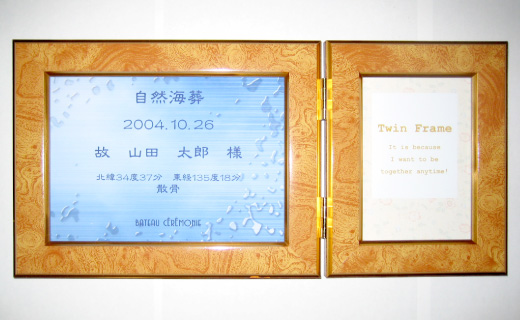 自然海葬
2004.10.26
故 山田 太郎 様
北緯34度37分 東経135度18分
散骨
BATEAU CÉRÉMONIE
Twin Frame
It is because
I want to be
together anytime!